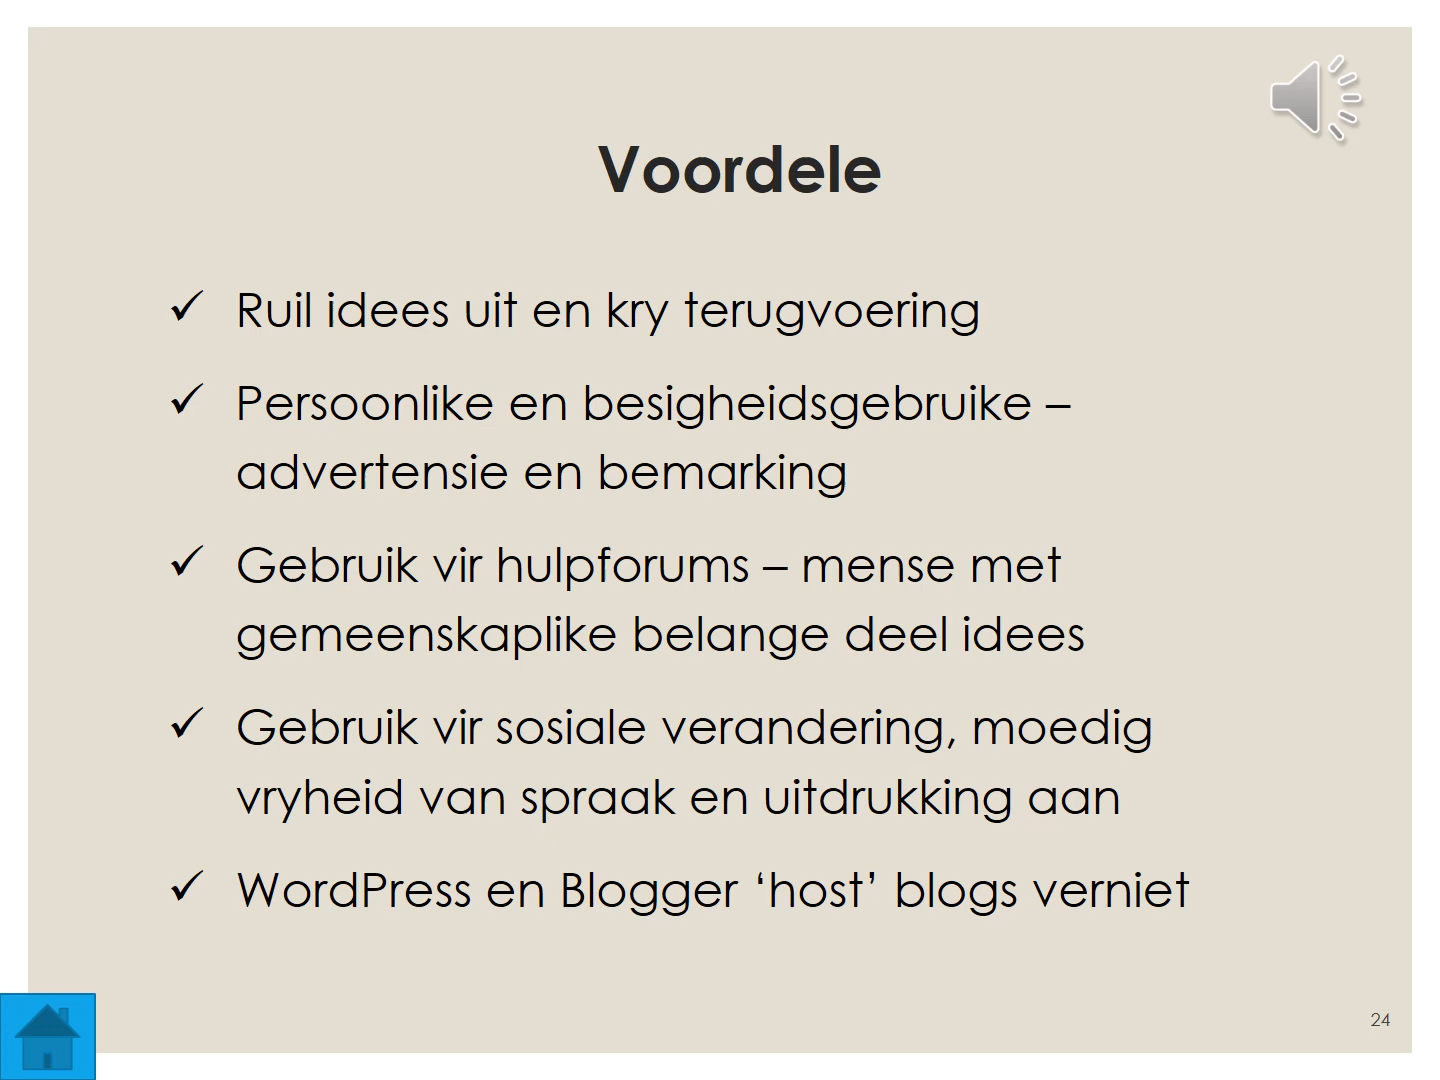 Voordele
✓ Ruil idees uit en kry terugvoering
✓ Persoonlike en besigheidsgebruike –
advertensie en bemarking
✓ Gebruik vir hulpforums – mense met
gemeenskaplike belange deel idees
✓ Gebruik vir sosiale verandering, moedig
vryheid van spraak en uitdrukking aan
✓ WordPress en Blogger ‘host’ blogs verniet
24